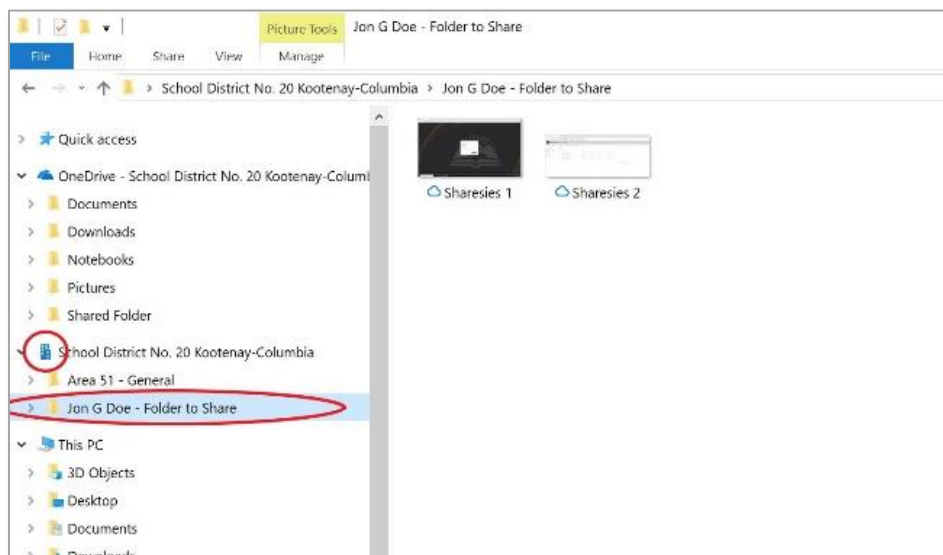 Picture Tools
Jon G Doe - Folder to Share
File Home Share View Manage
School District No. 20 Kootenay-Columbia > Jon G Doe - Folder to Share
Quick access
OneDrive - School District No. 20 Kootenay-Colum
Documents
Downloads
Notebooks
Pictures
Shared Folder
School District No. 20 Kootenay-Columbia
Area 51 - General
Jon G Doe - Folder to Share
This PC
3D Objects
Desktop
Documents
Sharesies 1
Sharesies 2